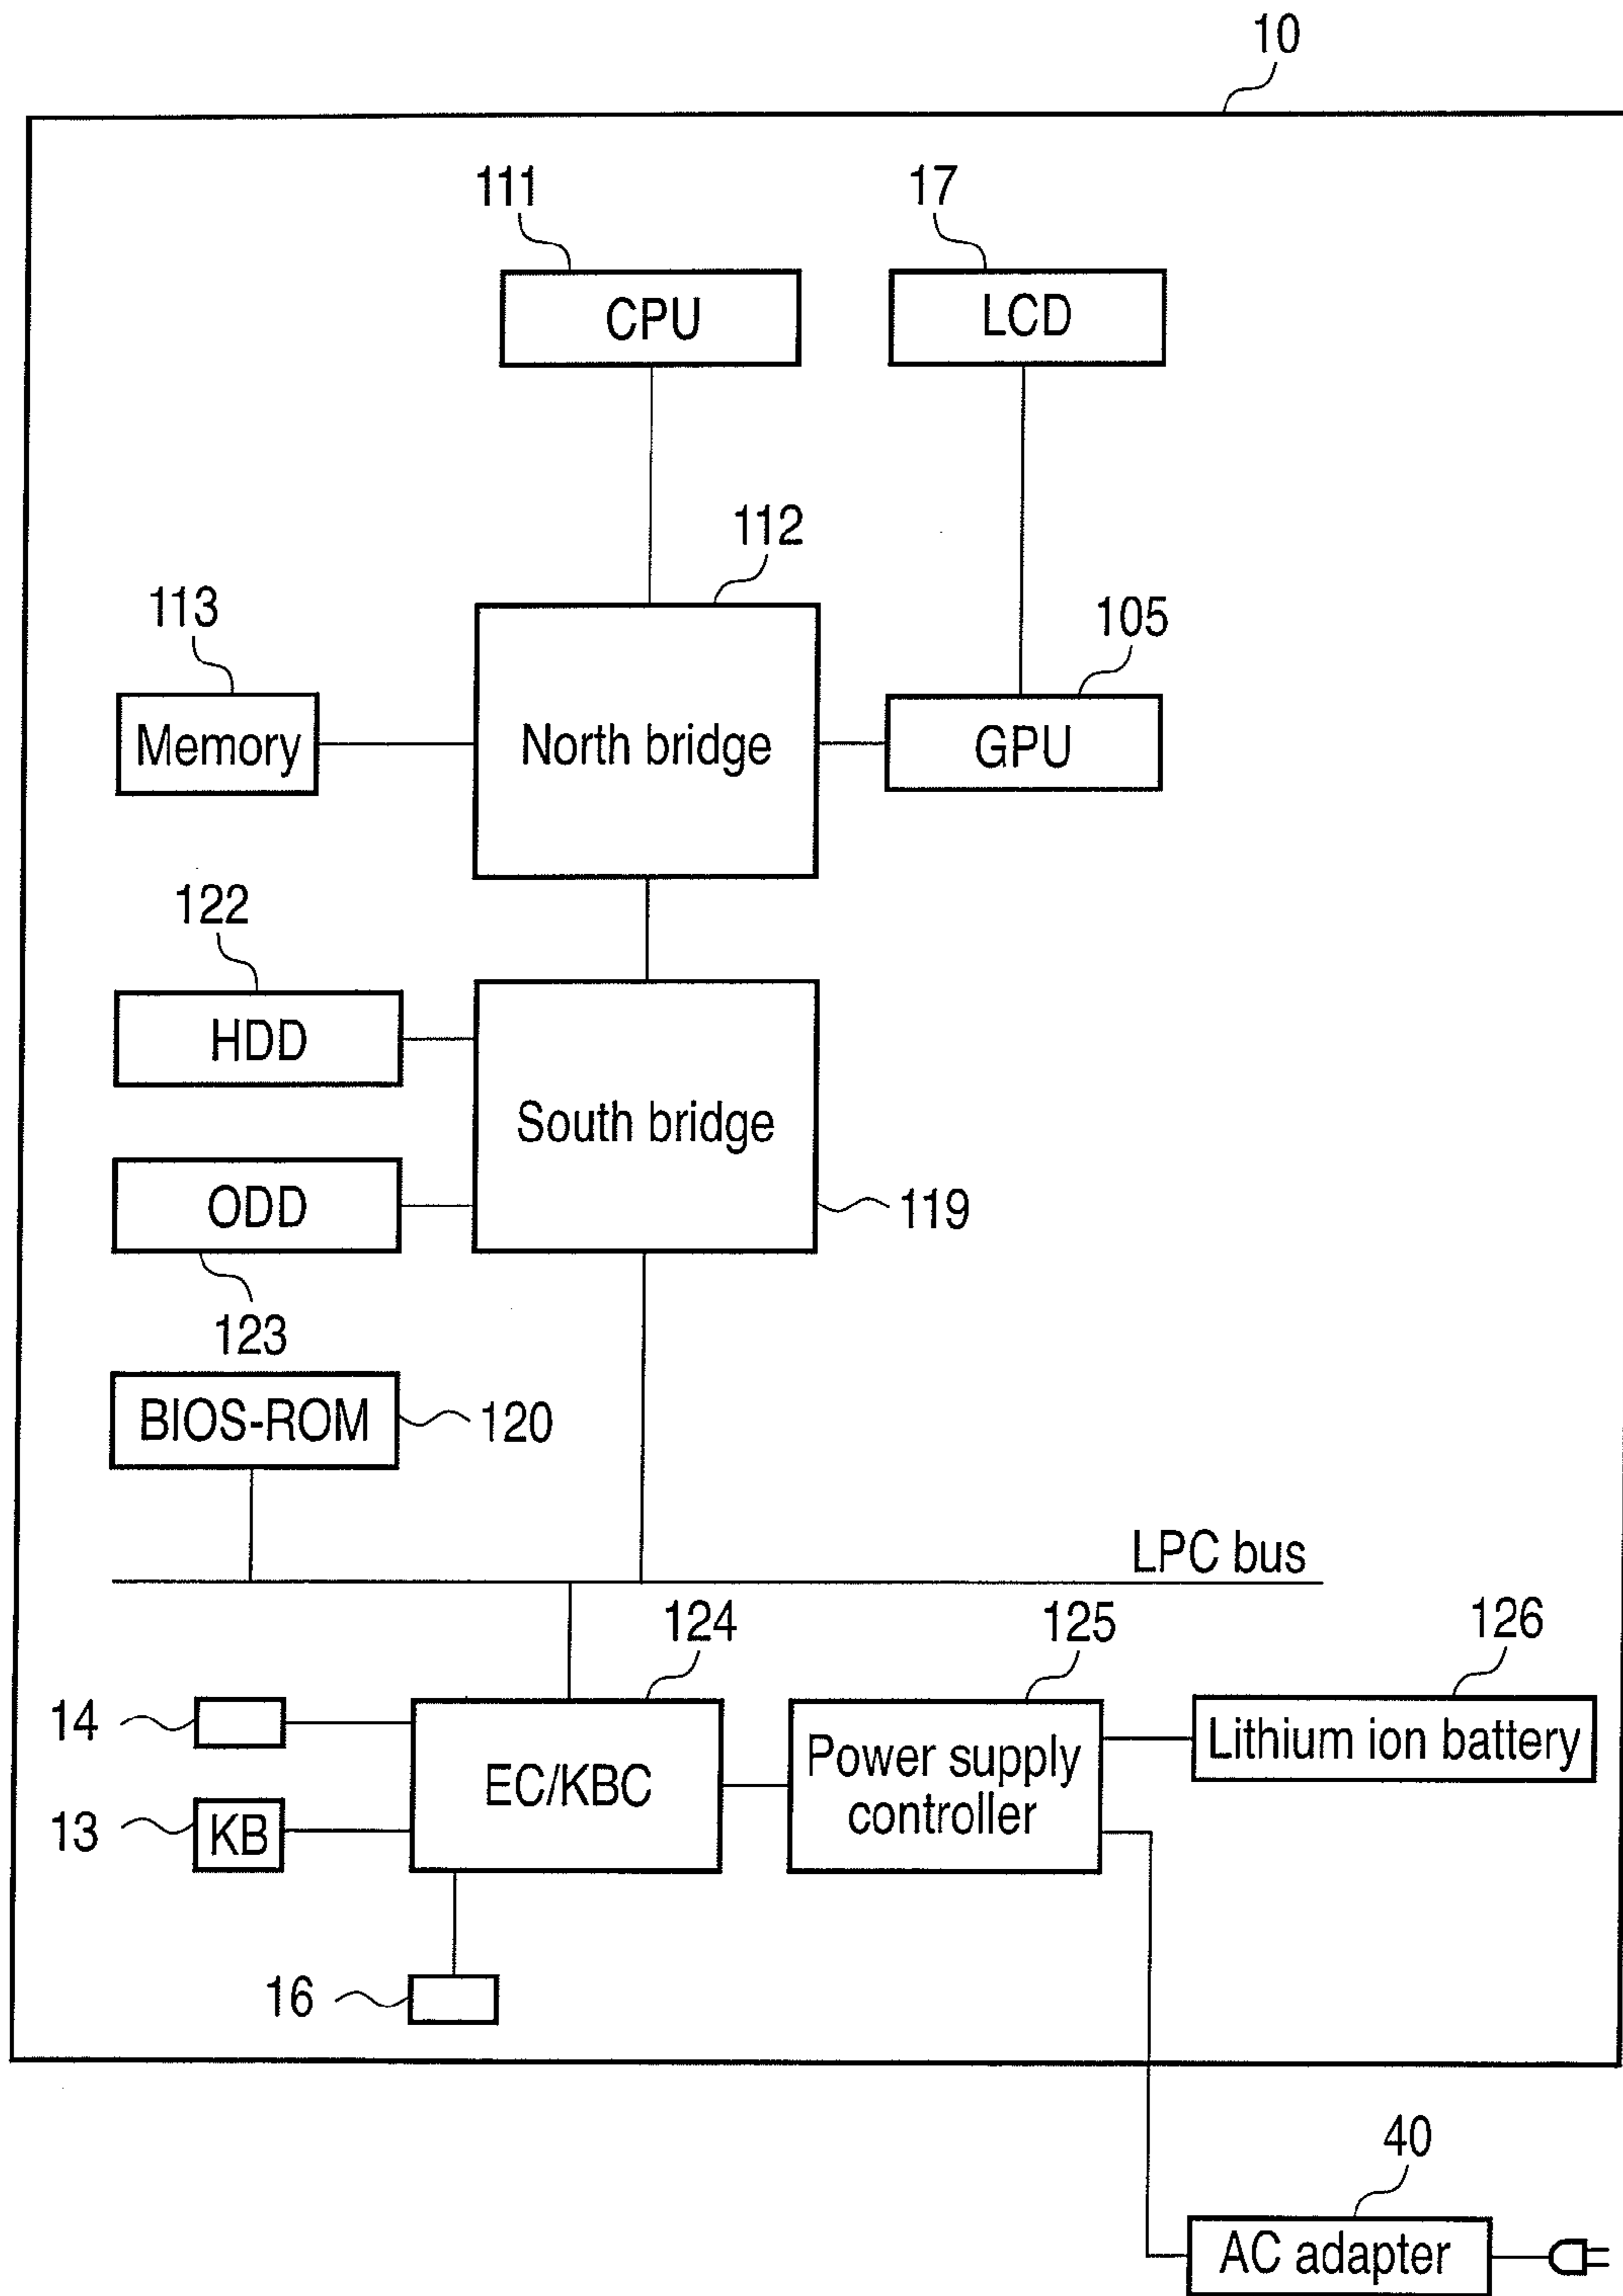 10
111
17
CPU
LCD
112
113
105
Memory
North bridge
GPU
122
HDD
South bridge
ODD
119
123
BIOS-ROM
120
LPC bus
124
125
126
14
EC/KBC
Power supply
controller
Lithium ion battery
13
KB
16
40
AC adapter